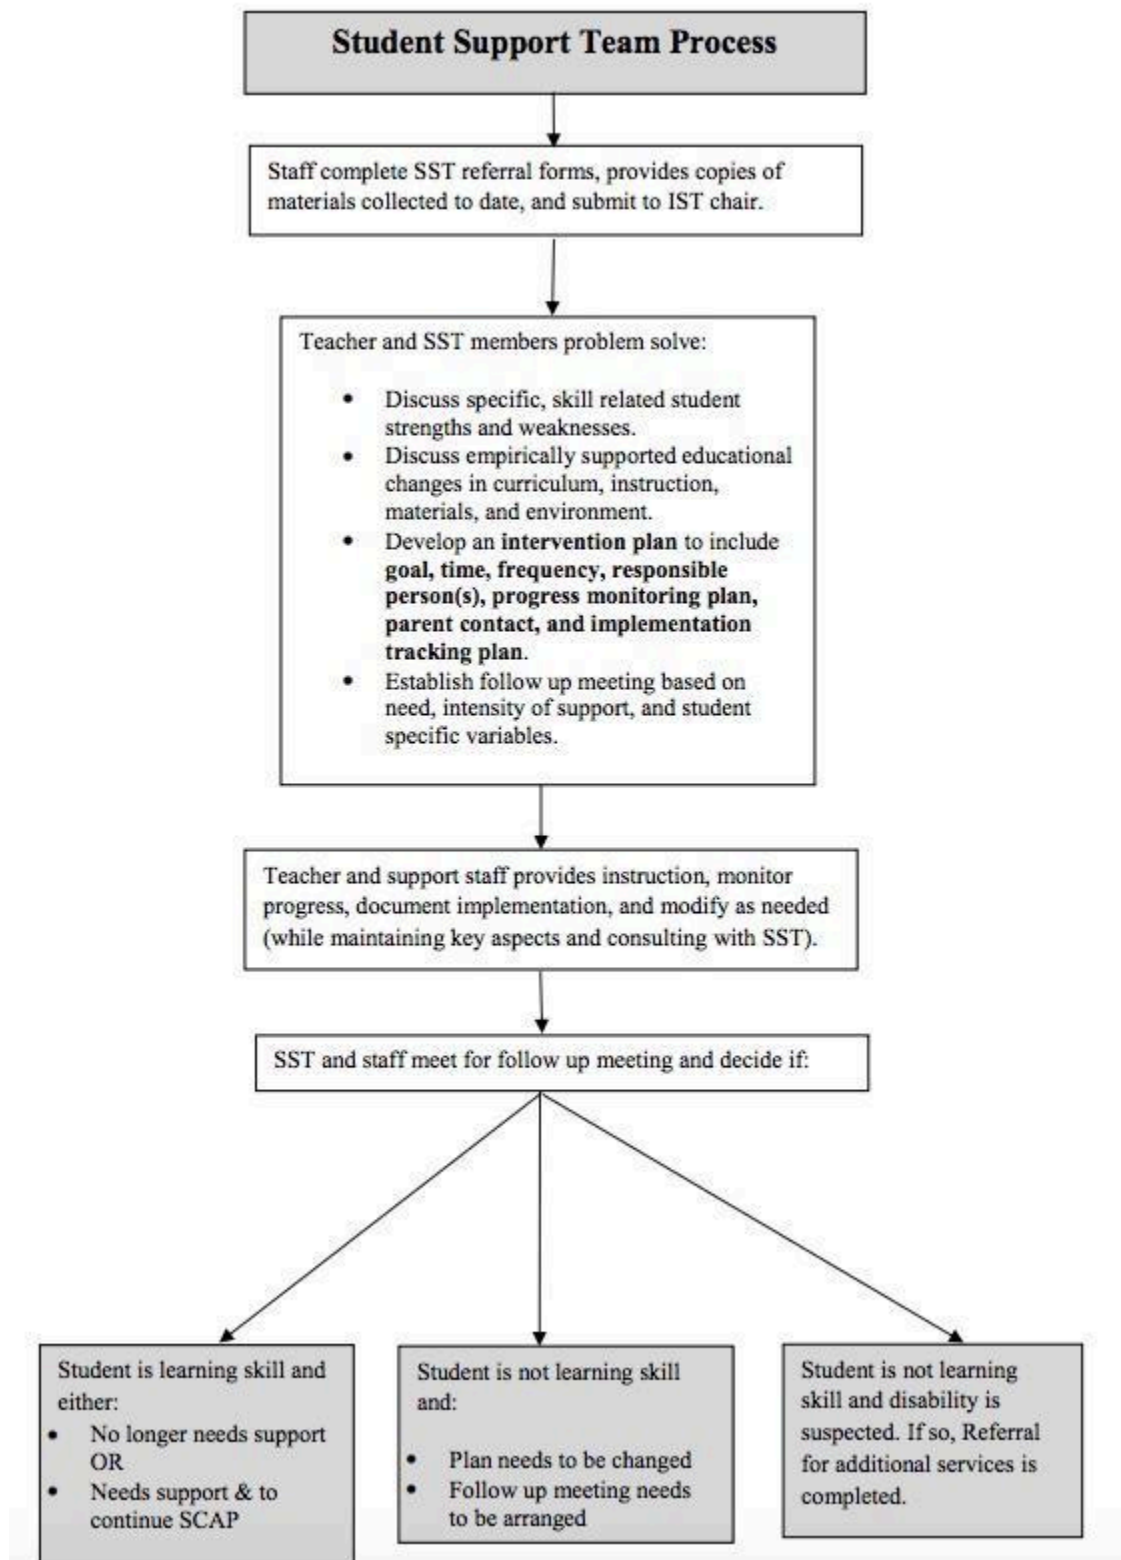 Student Support Team Process
Staff complete SST referral forms, provides copies of
materials collected to date, and submit to IST chair.
Teacher and SST members problem solve:
• Discuss specific, skill related student
strengths and weaknesses.
• Discuss empirically supported educational
changes in curriculum, instruction,
materials, and environment.
• Develop an intervention plan to include
goal, time, frequency, responsible
person(s), progress monitoring plan,
parent contact, and implementation
tracking plan.
• Establish follow up meeting based on
need, intensity of support, and student
specific variables.
Teacher and support staff provides instruction, monitor
progress, document implementation, and modify as needed
(while maintaining key aspects and consulting with SST).
SST and staff meet for follow up meeting and decide if:
Student is learning skill and
either:
• No longer needs support
OR
• Needs support & to
continue SCAP
Student is not learning skill
and:
• Plan needs to be changed
• Follow up meeting needs
to be arranged
Student is not learning
skill and disability is
suspected. If so, Referral
for additional services is
completed.